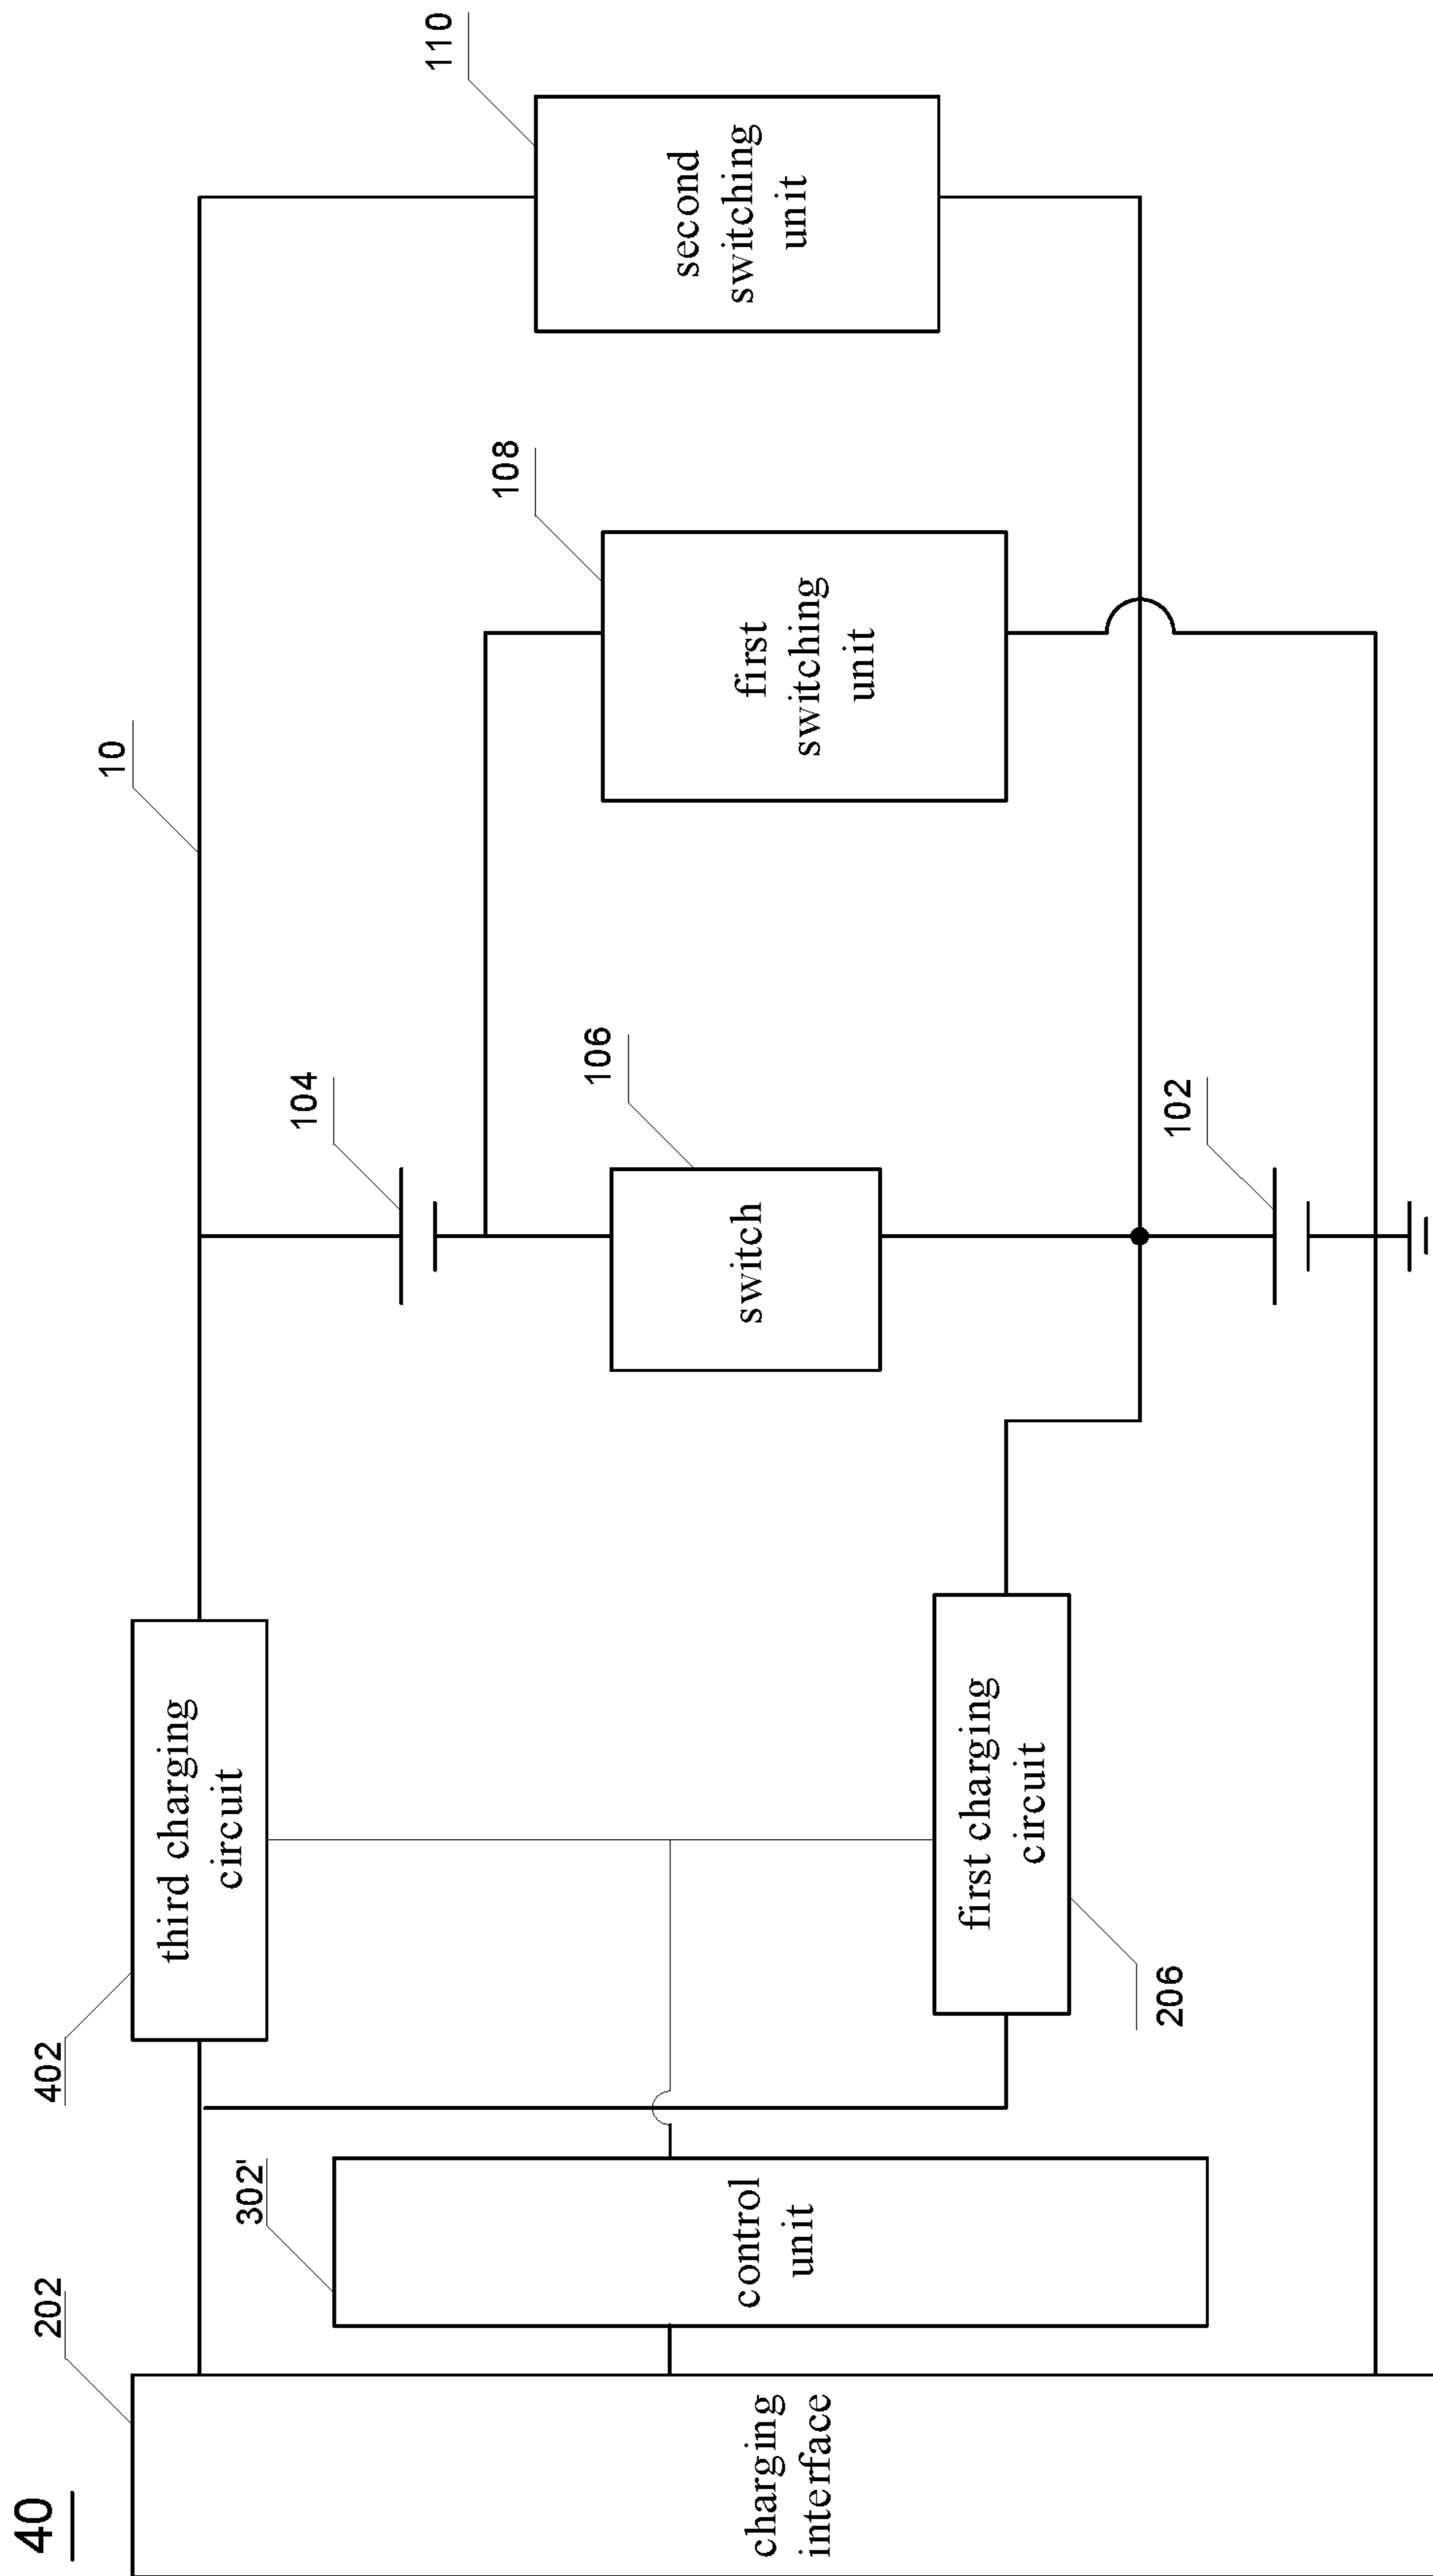 40
202
charging
interface
302'
control
unit
402
third charging
circuit
first charging
circuit
206
10
104
106
switch
102
108
first
switching
unit
110
second
switching
unit